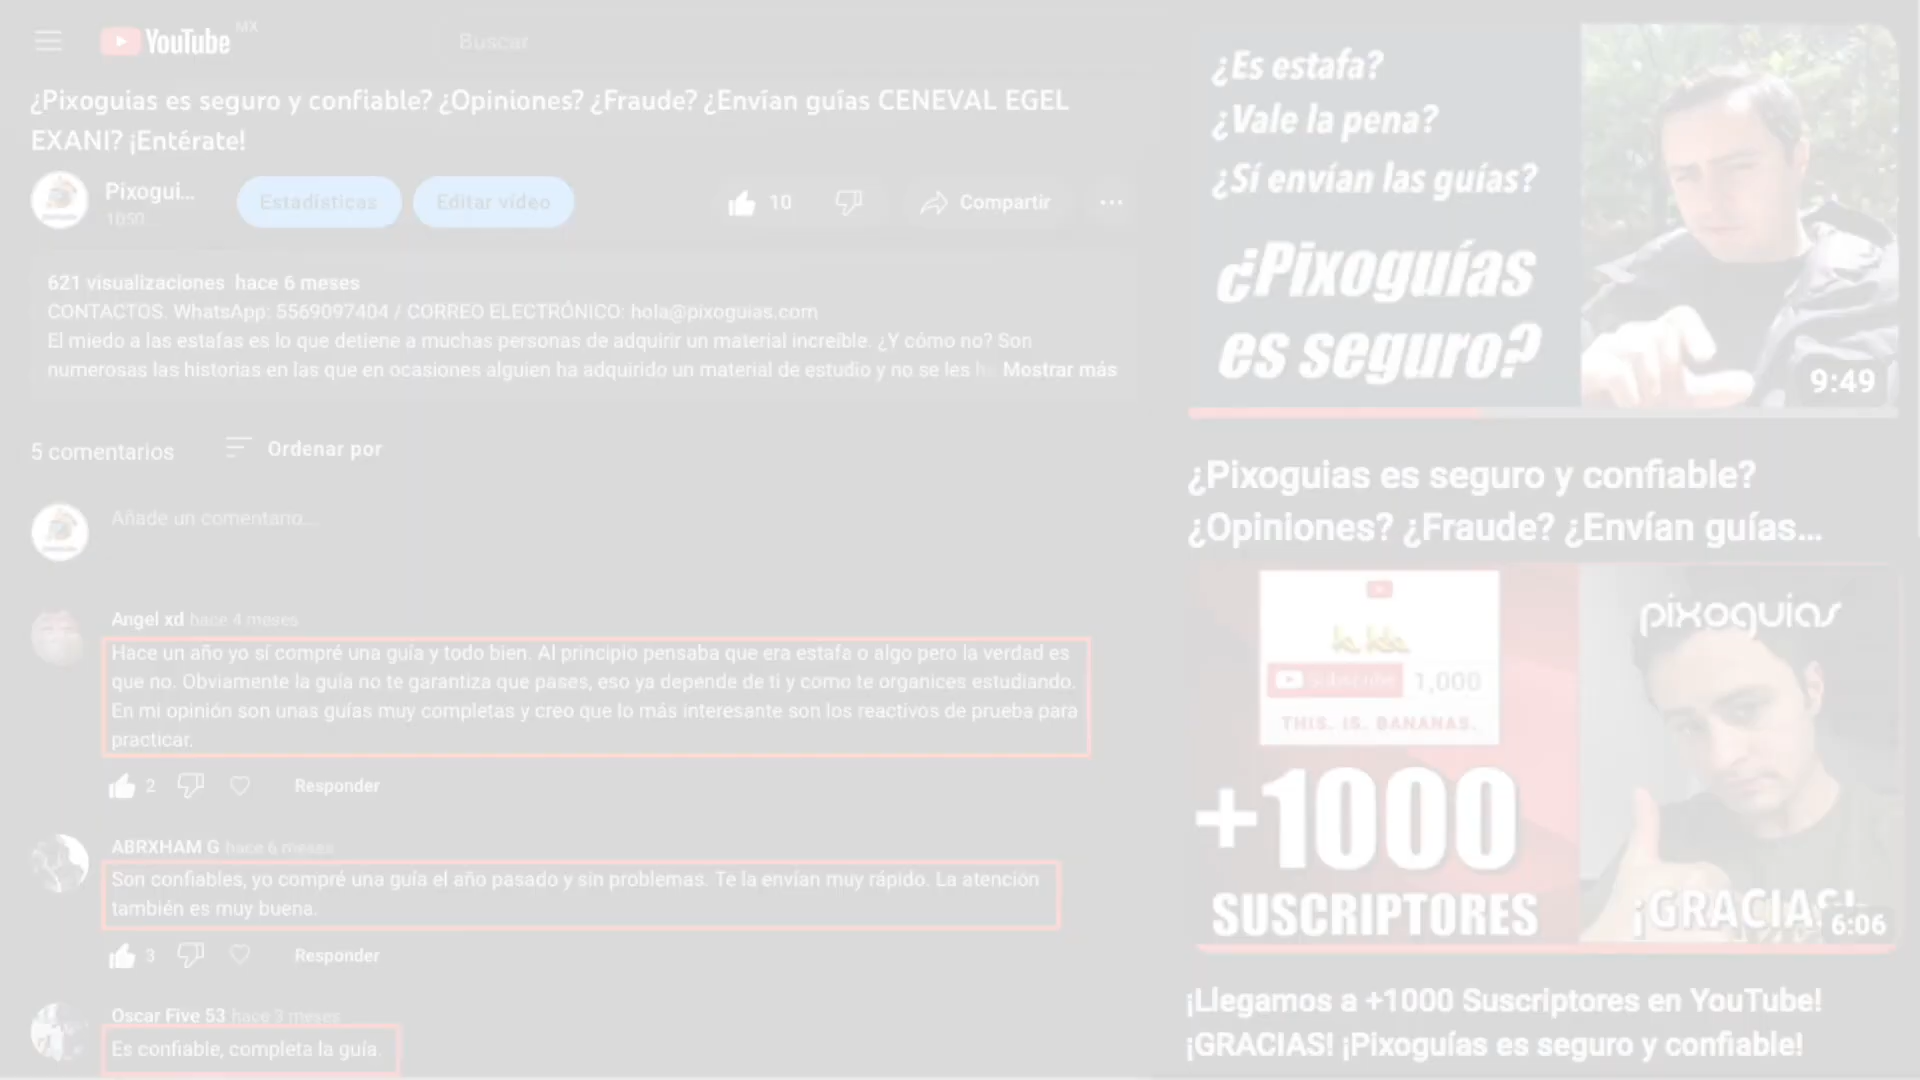 YouTube MX
Buscar
¿Pixoguias es seguro y confiable? ¿Opiniones? ¿Fraude? ¿Envían guías CENEVAL EGEL
EXANI? ¡Entérate!
Pixogui...
1050
Estadísticas
Editar vídeo
10
Compartir
621 visualizaciones hace 6 meses
CONTACTOS. WhatsApp: 5569097404 / CORREO ELECTRÓNICO: hola@pixoguias.com
El miedo a las estafas es lo que detiene a muchas personas de adquirir un material increíble. ¿Y cómo no? Son
numerosas las historias en las que en ocasiones alguien ha adquirido un material de estudio y no se les Mostrar más
5 comentarios
Ordenar por
Añade un comentario...
Angel xd hace 4 meses
Hace un año yo sí compré una guía y todo bien. Al principio pensaba que era estafa o algo pero la verdad es
que no. Obviamente la guia no te garantiza que pases, eso ya depende de ti y como te organices estudiando.
En mi opinión son unas guías muy completas y creo que lo más interesante son los reactivos de prueba para
practicar.
2
Responder
ABRXHAM G hace 6 meses
Son confiables, yo compré una guía el año pasado y sin problemas. Te la envían muy rápido. La atención
también es muy buena.
3
Responder
Oscar Five 53 hace 3 meses
Es confiable, completa la guía.
¿Es estafa?
¿Vale la pena?
¿Sí envían las guías?
¿Pixoguías
es seguro?
9:49
¿Pixoguias es seguro y confiable?
¿Opiniones? ¿Fraude? ¿Envían guías...
1,000
THIS. IS. BANANAS.
+1000
SUSCRIPTORES
pixoguías
¡GRACIAS!
6:06
¡Llegamos a +1000 Suscriptores en YouTube!
¡GRACIAS! ¡Pixoguías es seguro y confiable!